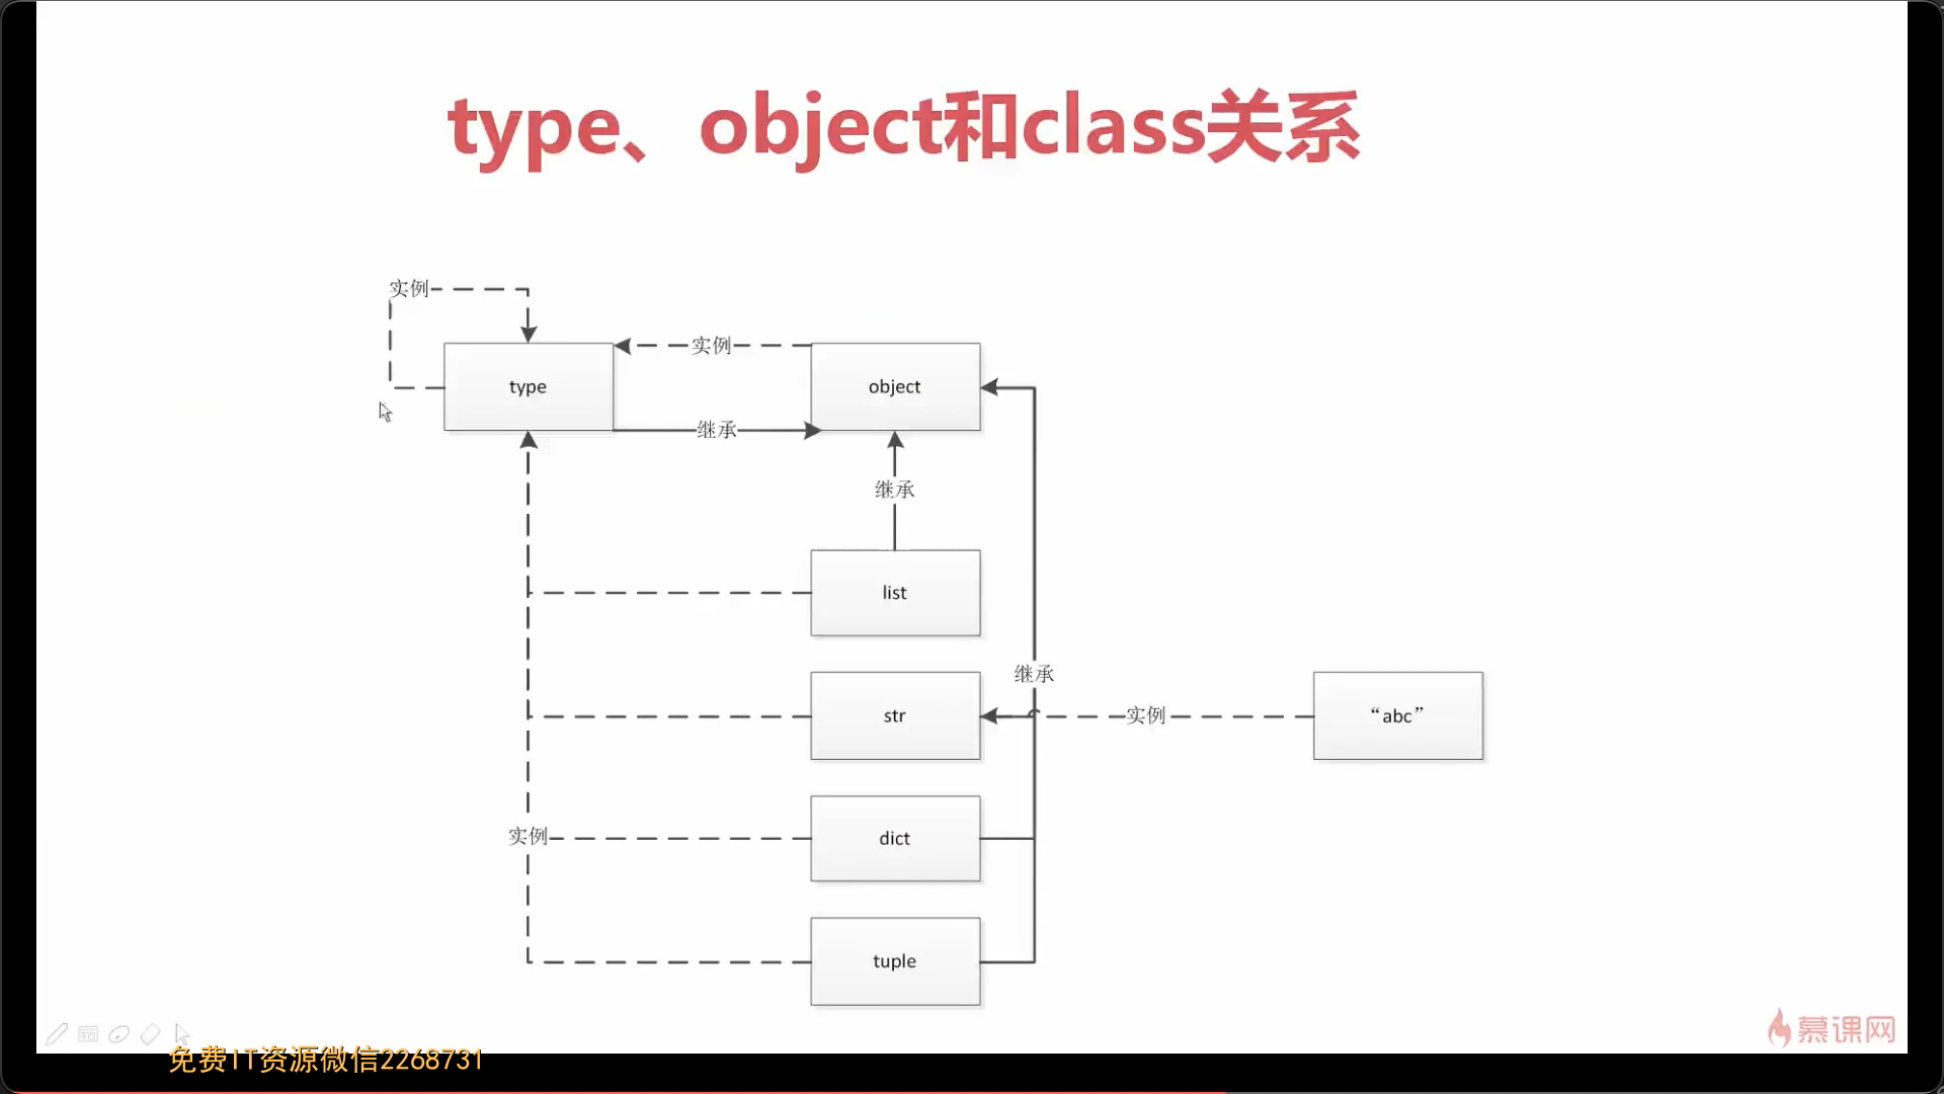 type、object和class关系
实例
实例
type
object
继承
继承
list
继承
str
实例
“abc”
实例
dict
tuple
慕课网
免费IT资源微信2268731